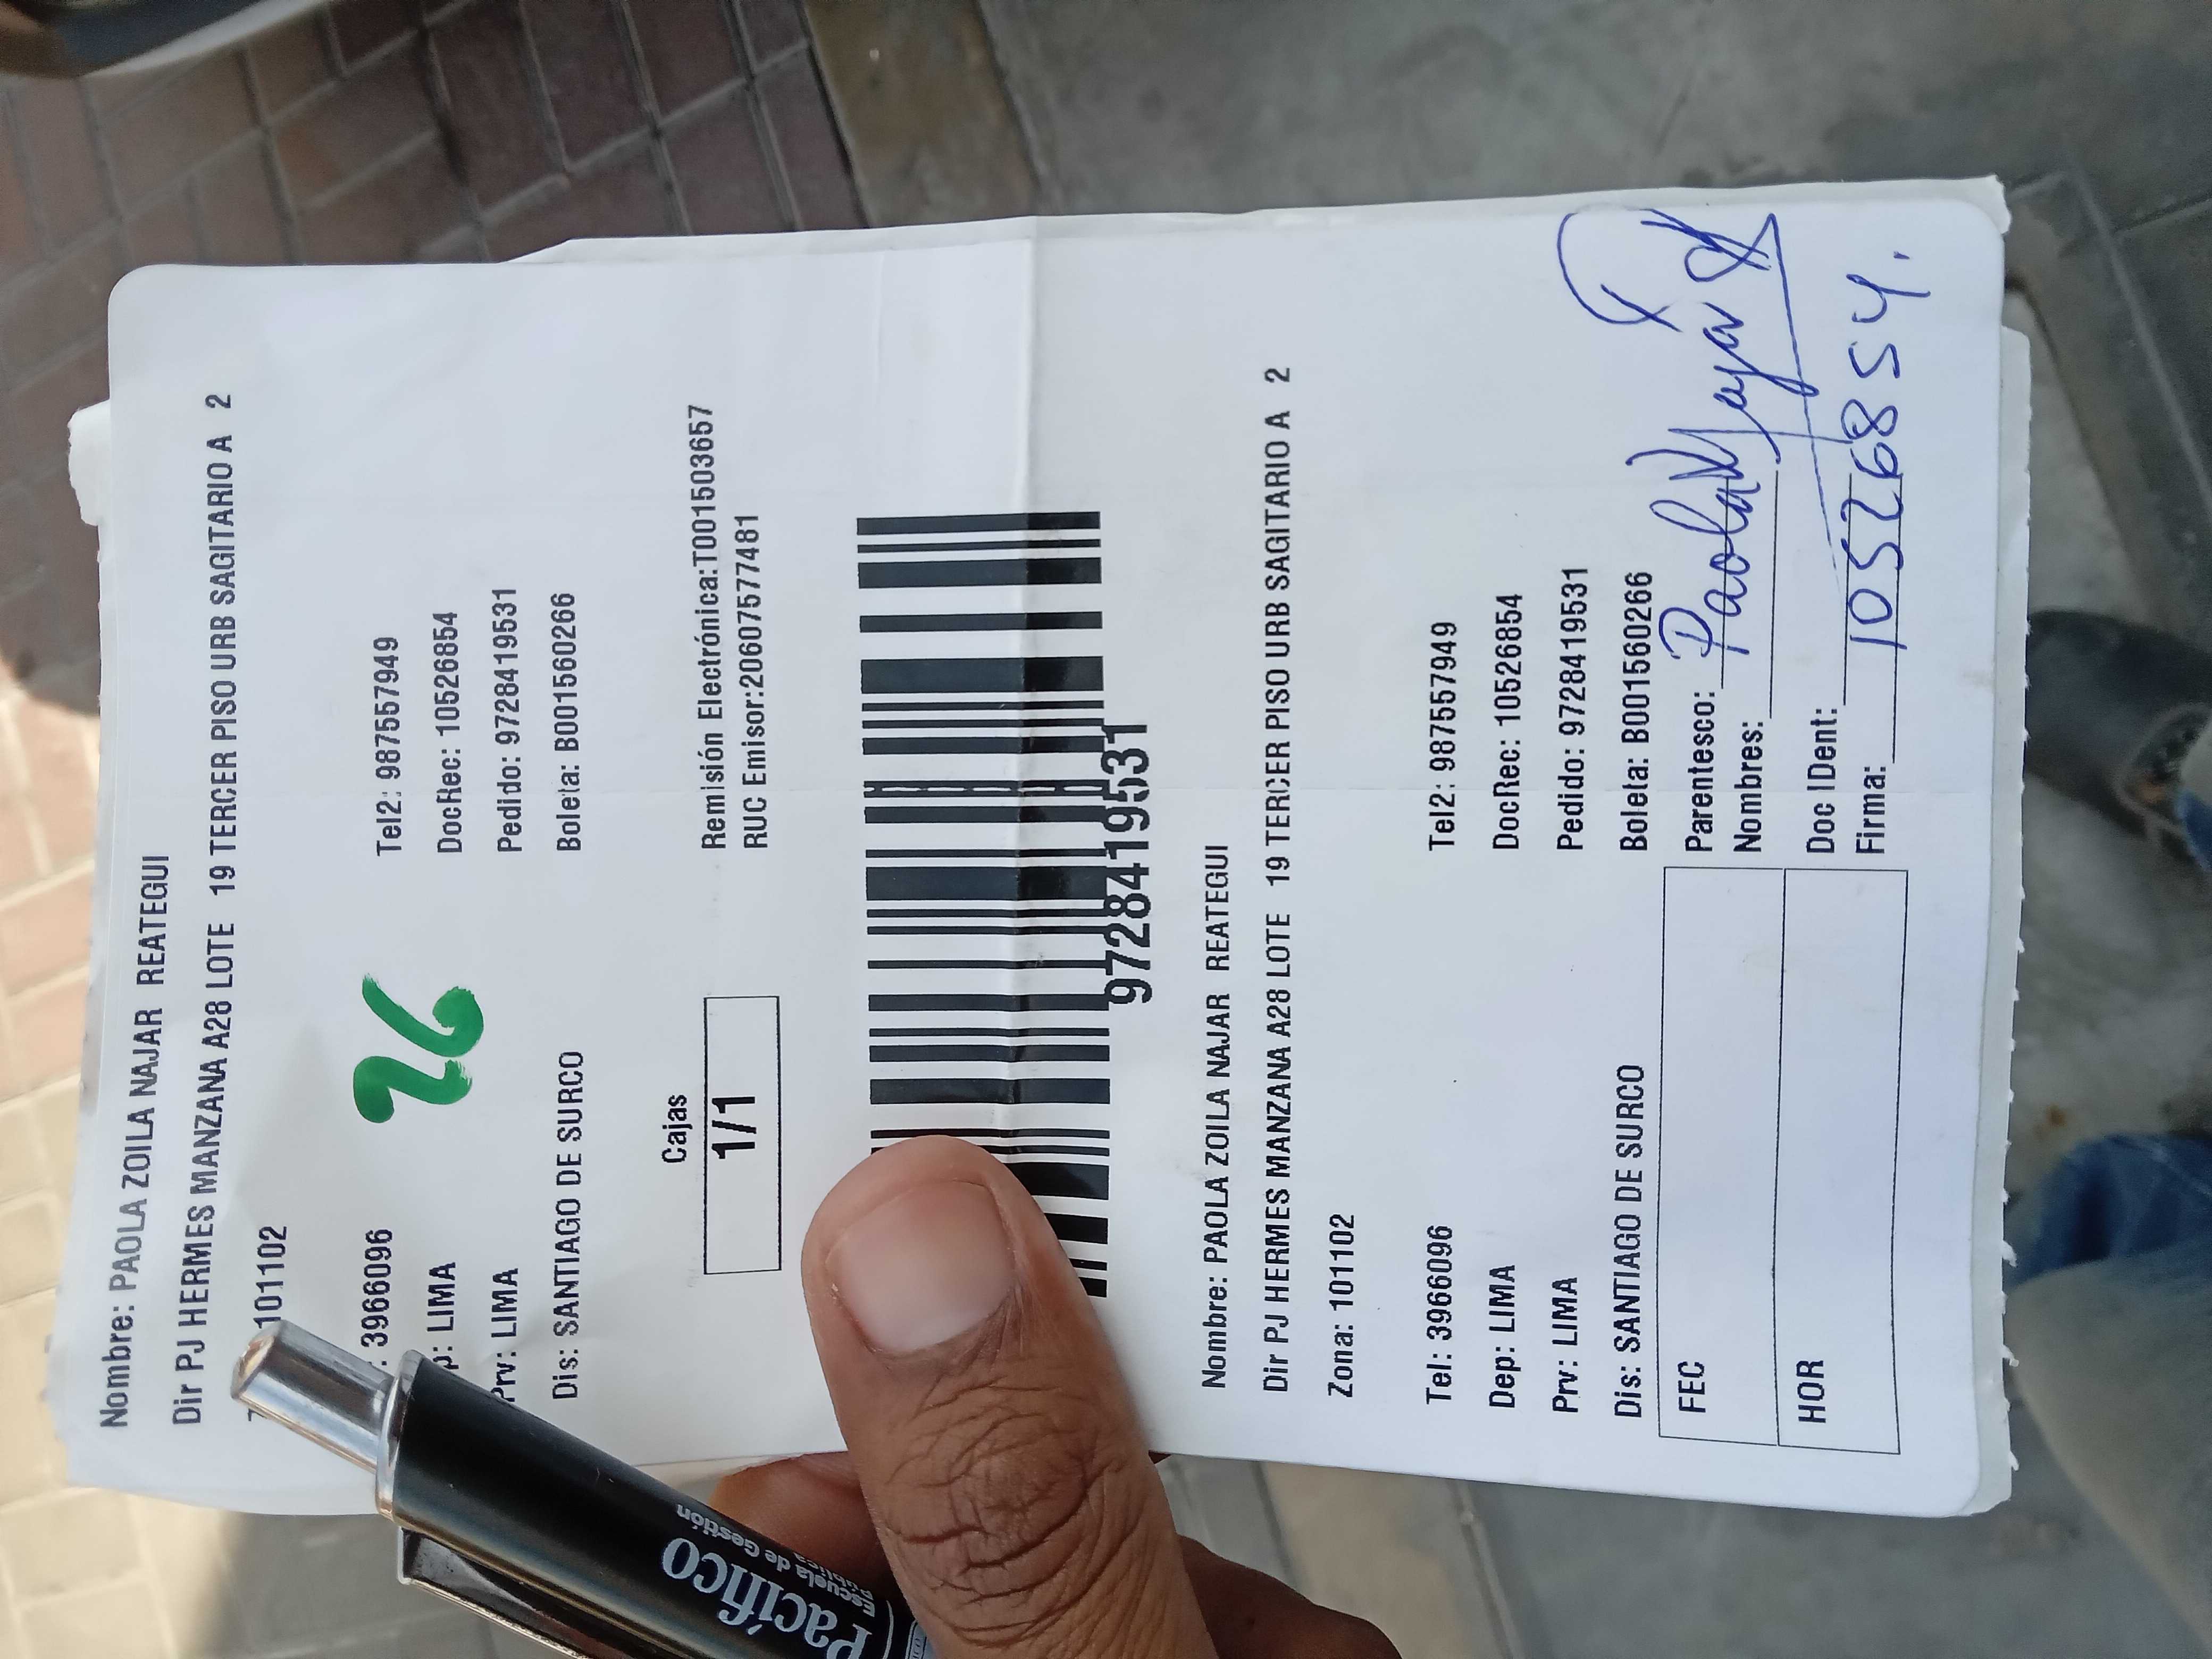 Nombre: PAOLA ZOILA NAJAR REATEGUI
Dir PJ HERMES MANZANA A28 LOTE 19 TERCER PISO URB SAGITARIO A 2
101102
26
: 3966096 Tel2: 987557949
p: LIMA DocRec: 10526854
Prv: LIMA Pedido: 9728419531
Dis: SANTIAGO DE SURCO Boleta: B001560266
Cajas Remisión Electrónica:T001503657
1/1 RUC Emisor:20607577481
9728419531
Nombre: PAOLA ZOILA NAJAR REATEGUI
Dir PJ HERMES MANZANA A28 LOTE 19 TERCER PISO URB SAGITARIO A 2
Zona: 101102
Tel: 3966096 Tel2: 987557949
Dep: LIMA DocRec: 10526854
Prv: LIMA Pedido: 9728419531
Dis: SANTIAGO DE SURCO Boleta: B001560266
FEC Parentesco: Paola Najar
Nombres:
HOR Doc IDent: 10526854.
Firma:
Pacífico
Escuela de Gestión
Pública